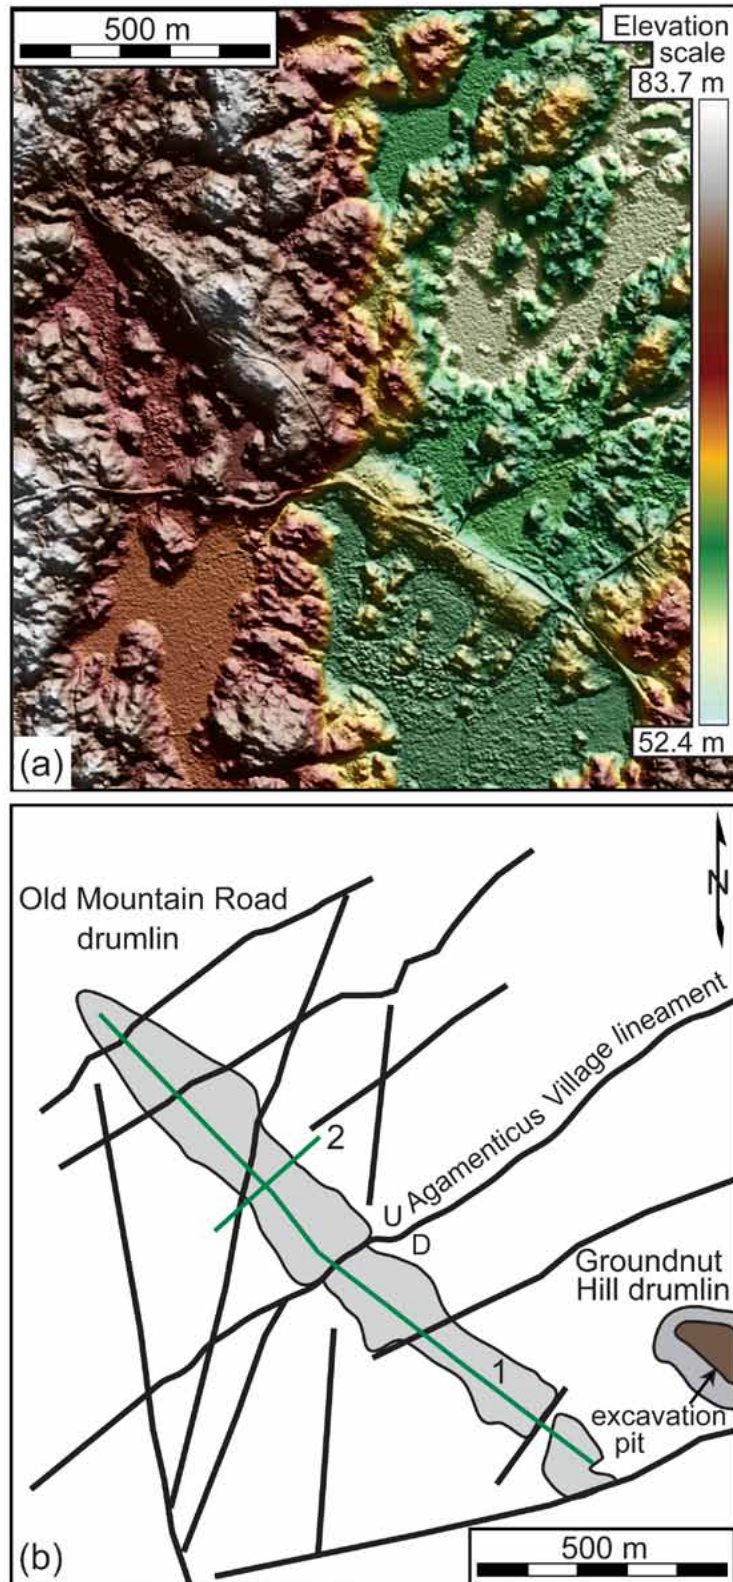 500 m
Elevation
scale
83.7 m
52.4 m
(a)
Old Mountain Road
drumlin
N
2
Agamenticus Village lineament
U
D
Groundnut
Hill drumlin
1
excavation
pit
500 m
(b)